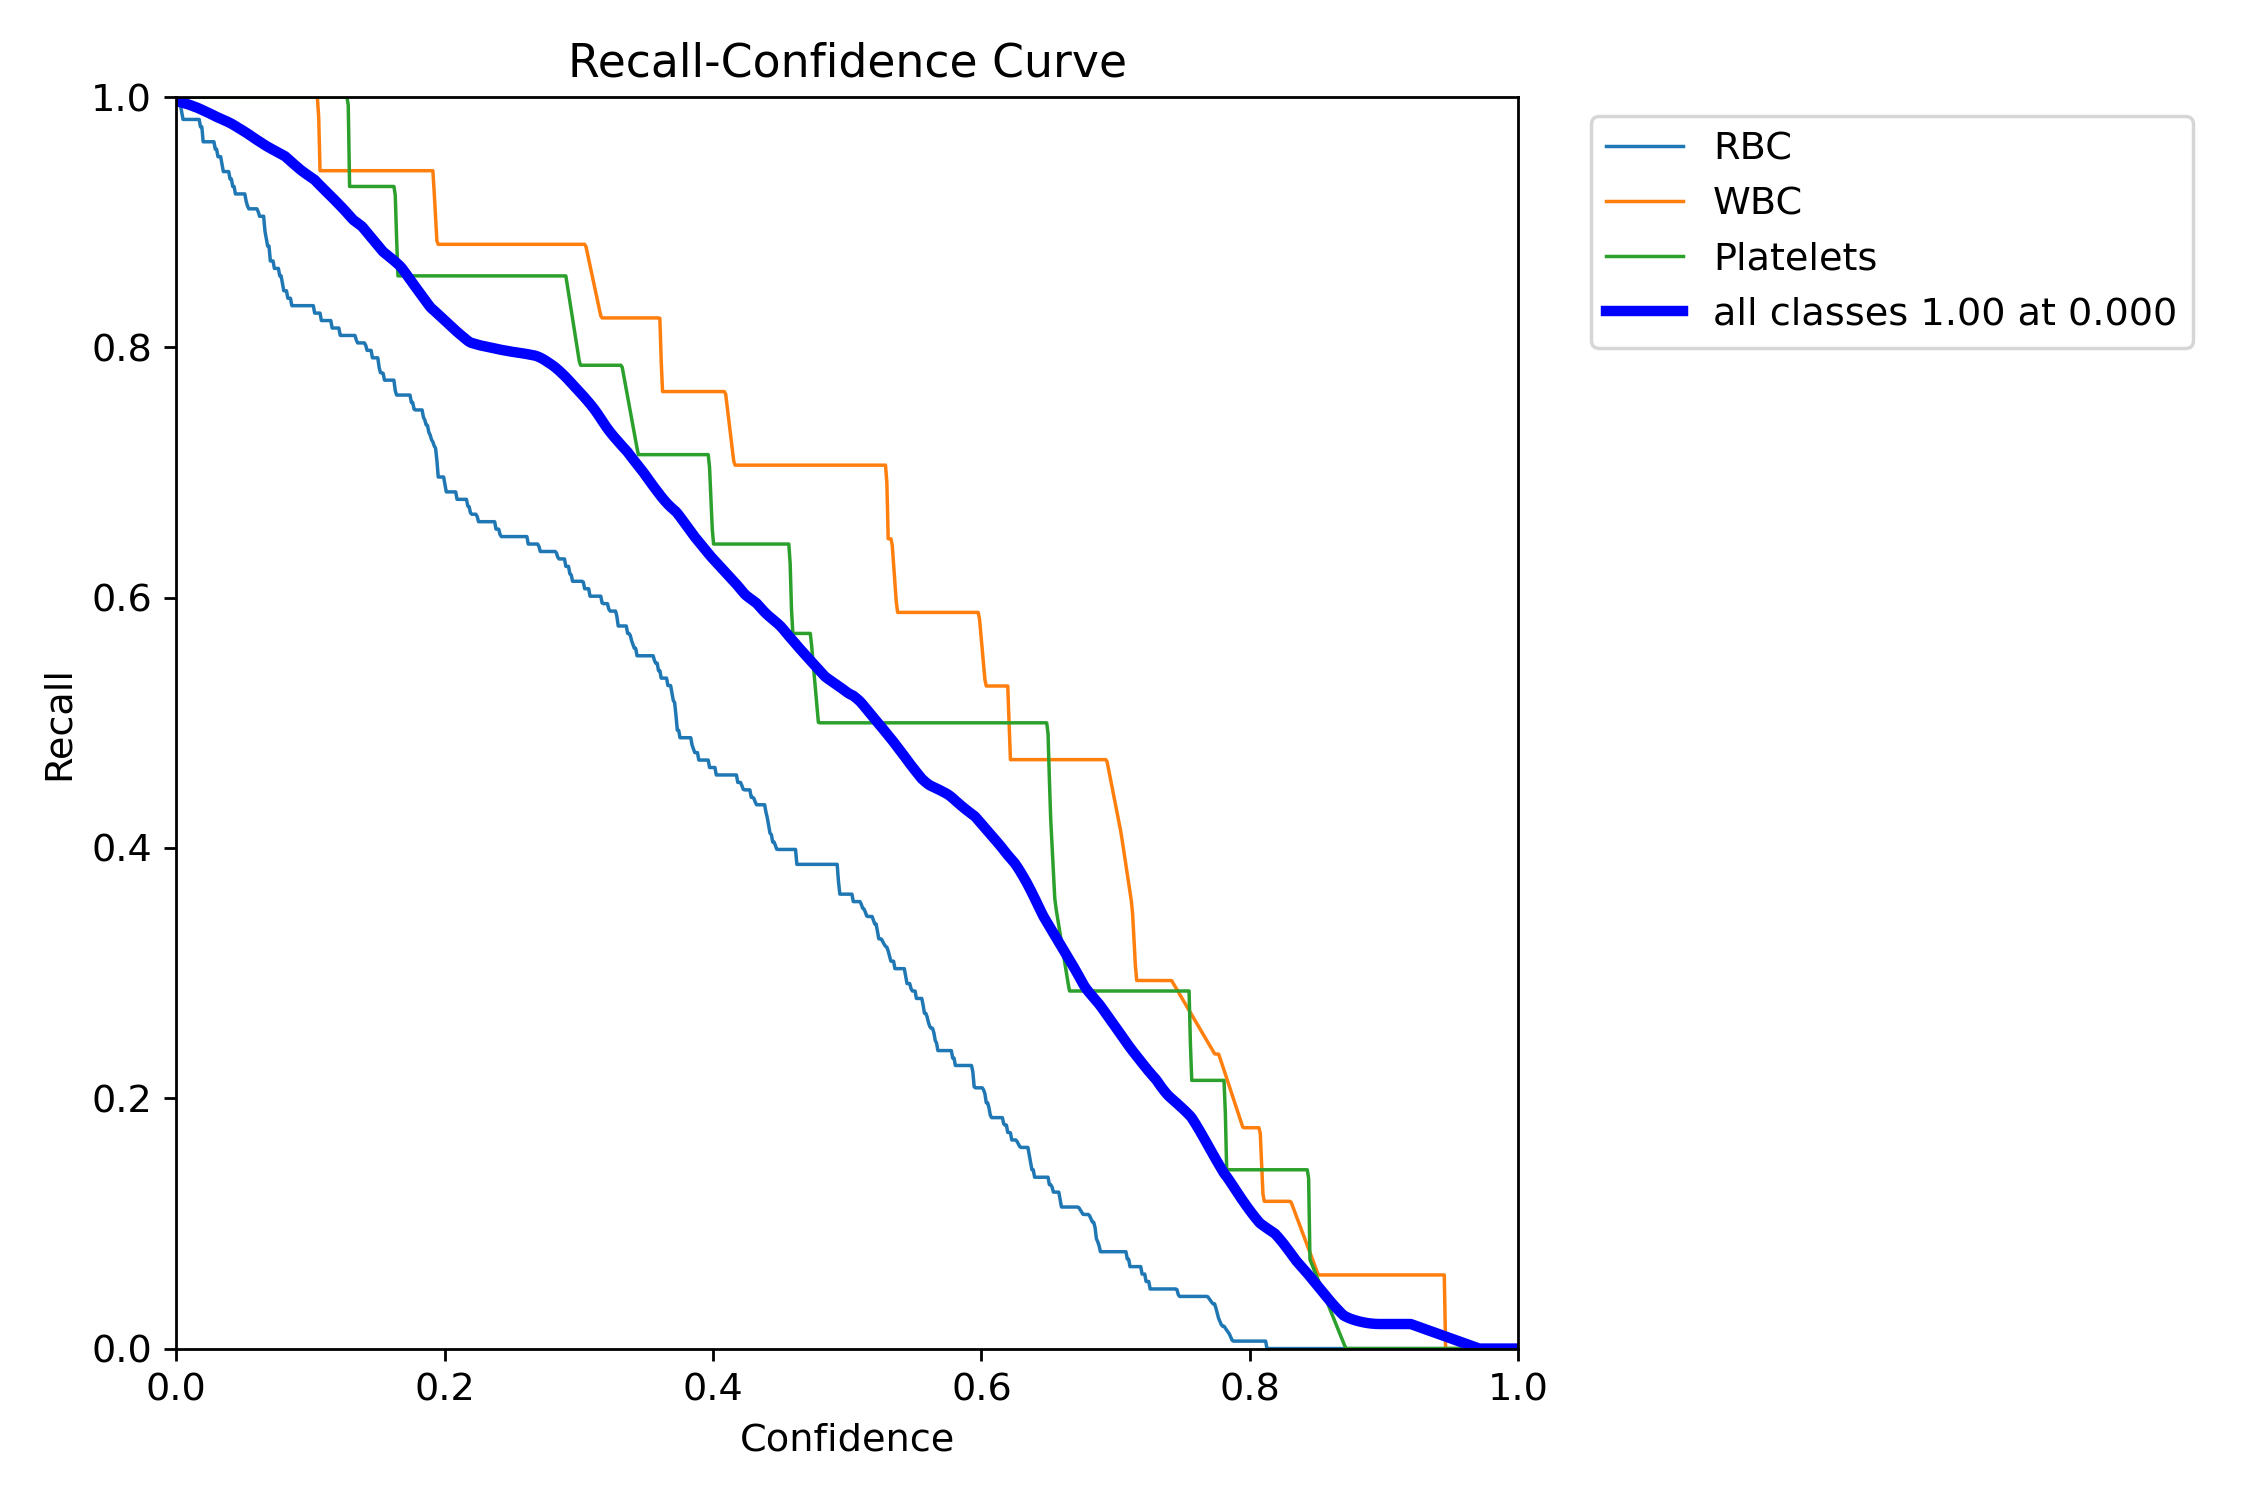 Recall-Confidence Curve
1.0
0.8
0.6
0.4
0.2
0.0
Recall
0.0 0.2 0.4 0.6 0.8 1.0
Confidence
RBC
WBC
Platelets
all classes 1.00 at 0.000